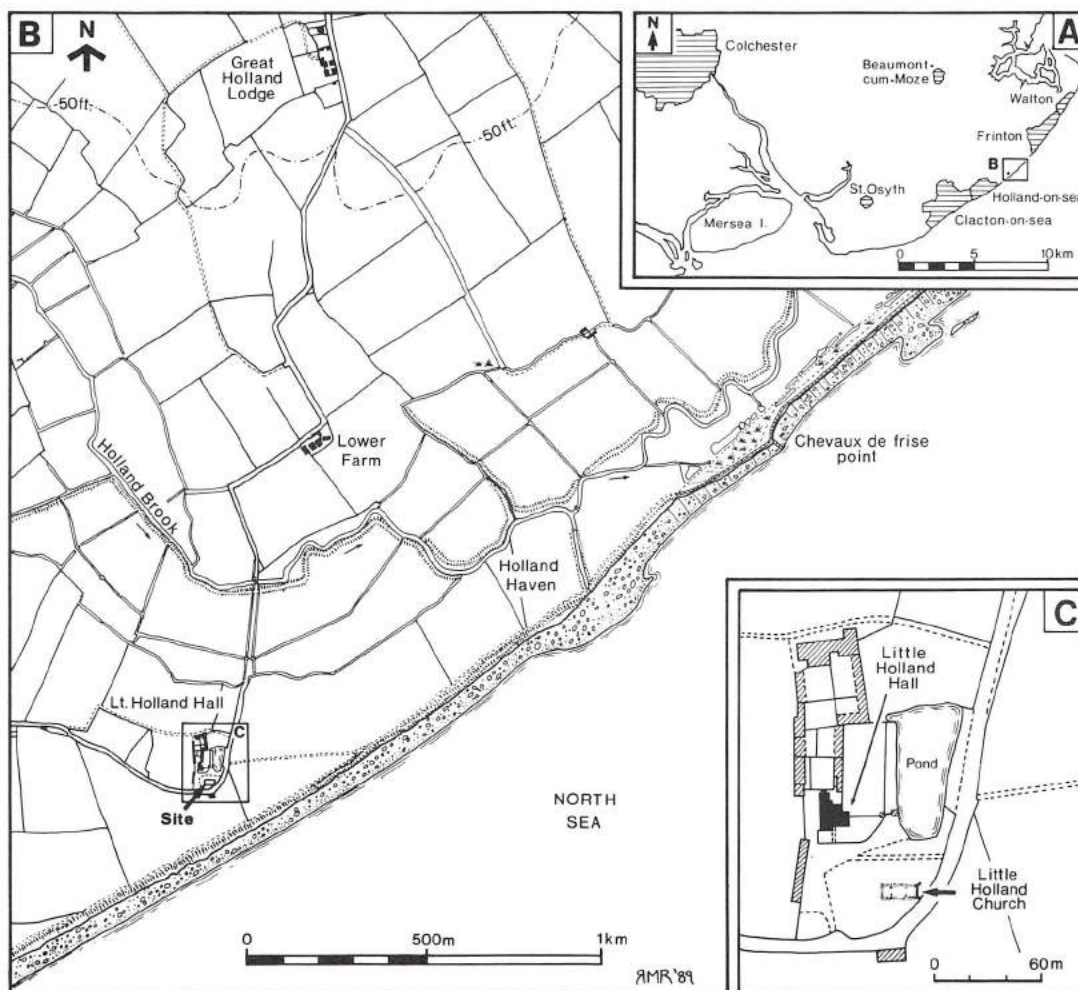 B
N
Great
Holland
Lodge
50ft.
50ft.
Holland Brook
Lower
Farm
Chevaux de frise
point
Holland
Haven
Lt. Holland Hall
C
Site
NORTH
SEA
0 500m 1km
RMR'89
A
N
Colchester
Beaumont-
cum-Moze
Walton
Frinton
B
St.Osyth
Holland-on-sea
Mersea I.
Clacton-on-sea
0 5 10km
C
Little
Holland
Hall
Pond
Little
Holland
Church
0 60m